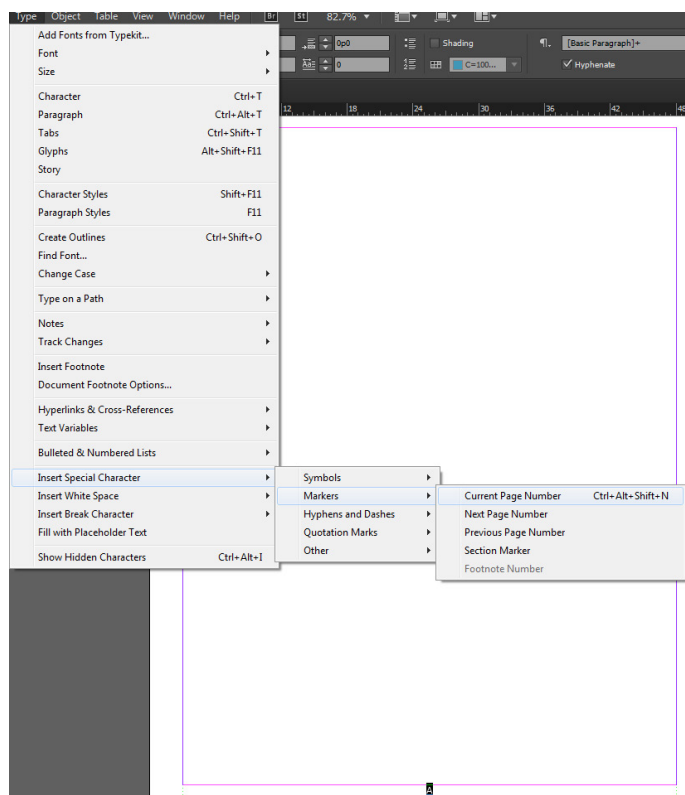 Type Object Table View Window Help Br St 82.7%
Add Fonts from Typekit...
Font
Size
Character Ctrl+T
Paragraph Ctrl+Alt+T
Tabs Ctrl+Shift+T
Glyphs Alt+Shift+F11
Story
Character Styles Shift+F11
Paragraph Styles F11
Create Outlines Ctrl+Shift+O
Find Font...
Change Case
Type on a Path
Notes
Track Changes
Insert Footnote
Document Footnote Options...
Hyperlinks & Cross-References
Text Variables
Bulleted & Numbered Lists
Insert Special Character
Insert White Space
Insert Break Character
Fill with Placeholder Text
Show Hidden Characters Ctrl+Alt+I
0p0 Shading [Basic Paragraph]+
0 C=100... Hyphenate
12 18 24 30 36 42 48
Symbols
Markers
Hyphens and Dashes
Quotation Marks
Other
Current Page Number Ctrl+Alt+Shift+N
Next Page Number
Previous Page Number
Section Marker
Footnote Number
A